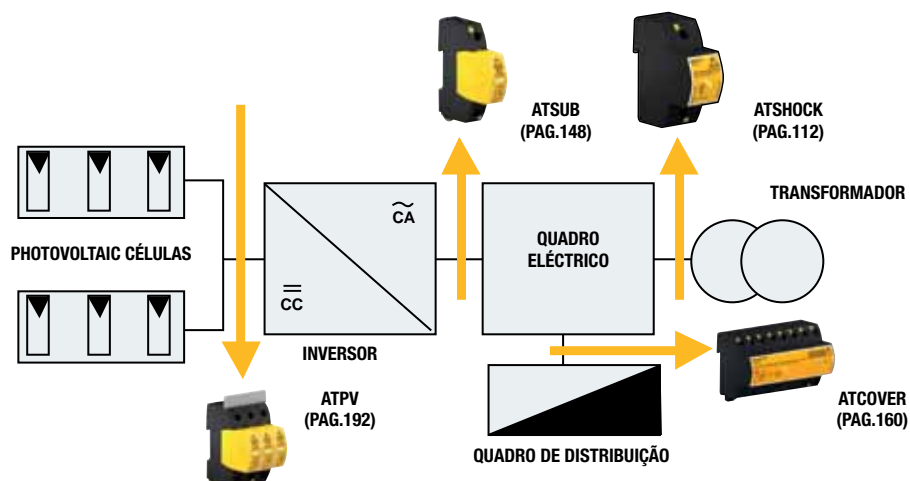 ATSUB
(PAG.148)
ATSHOCK
(PAG.112)
TRANSFORMADOR
PHOTOVOLTAIC CÉLULAS
CA
CC
QUADRO
ELÉCTRICO
INVERSOR
ATPV
(PAG.192)
ATCOVER
(PAG.160)
QUADRO DE DISTRIBUIÇÃO